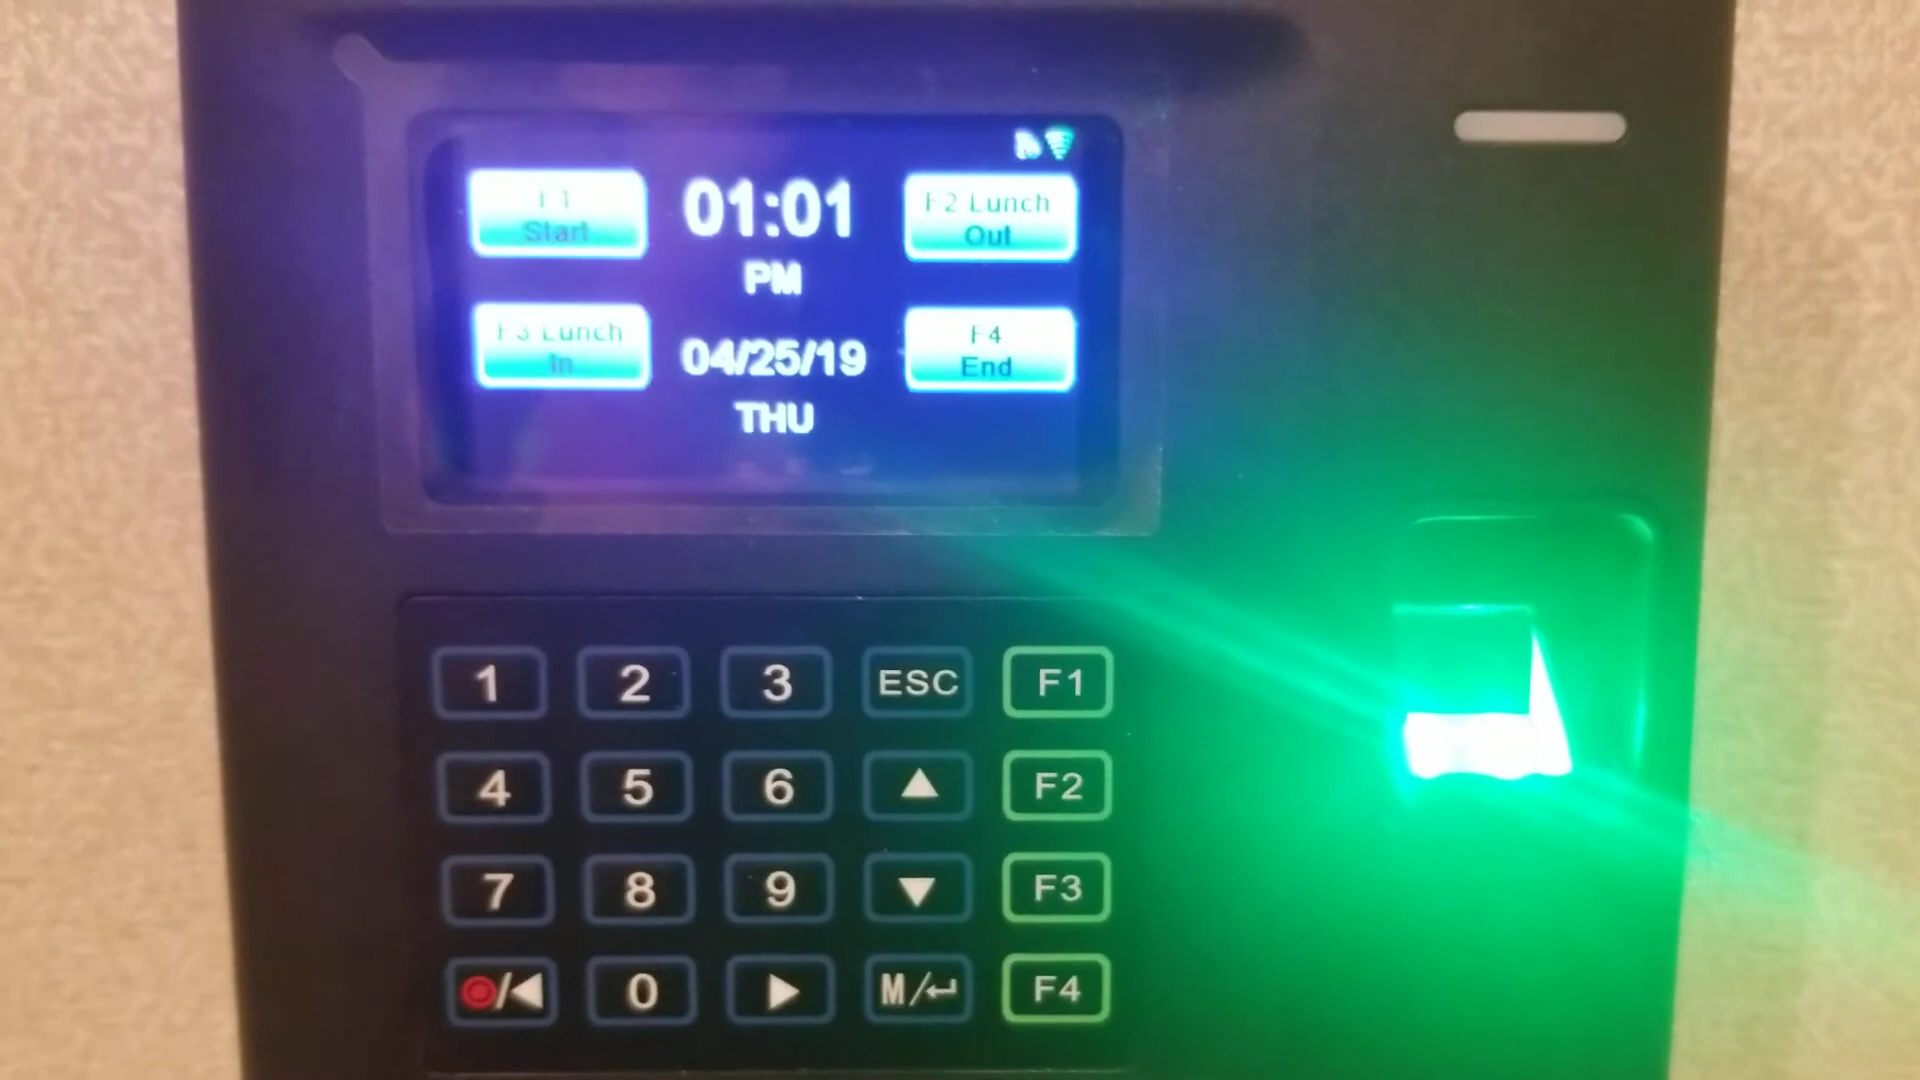 F1
Start
01:01
F2 Lunch
Out
PM
F3 Lunch
In
04/25/19
F4
End
THU
1 2 3 ESC F1
4 5 6 F2
7 8 9 F3
0 M/ F4